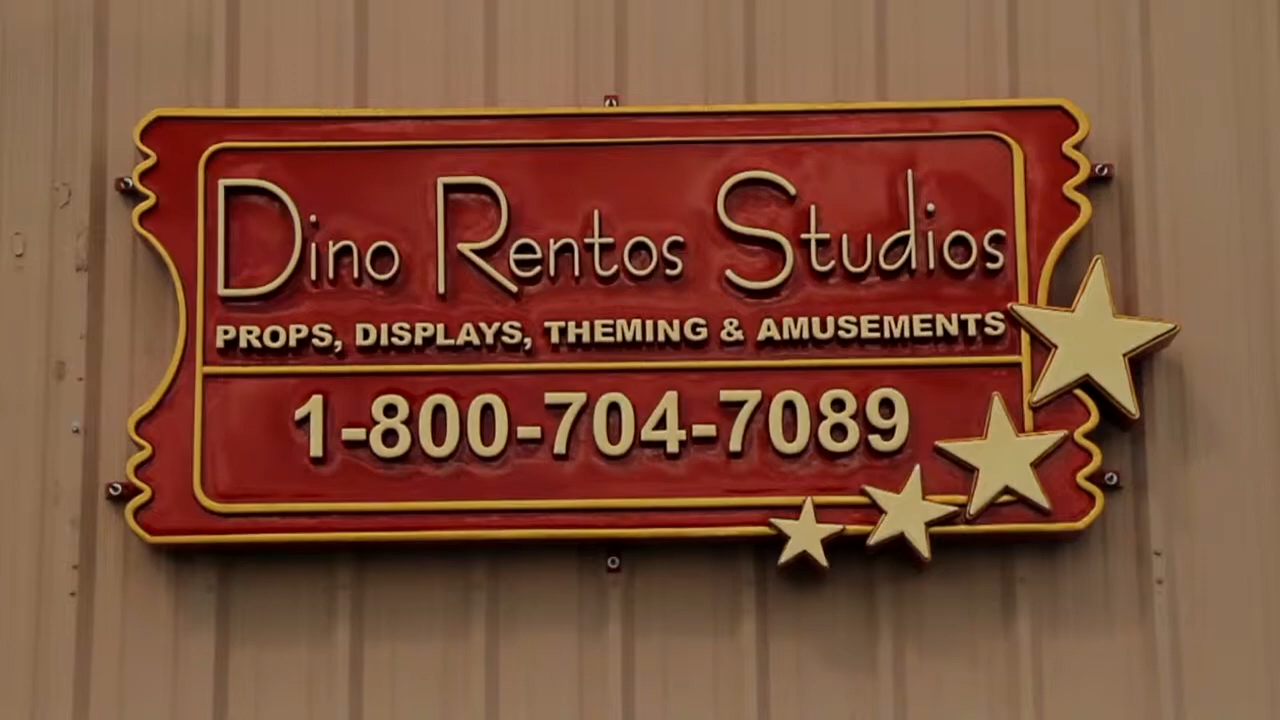 Dino Rentos Studios
PROPS, DISPLAYS, THEMING & AMUSEMENTS
1-800-704-7089